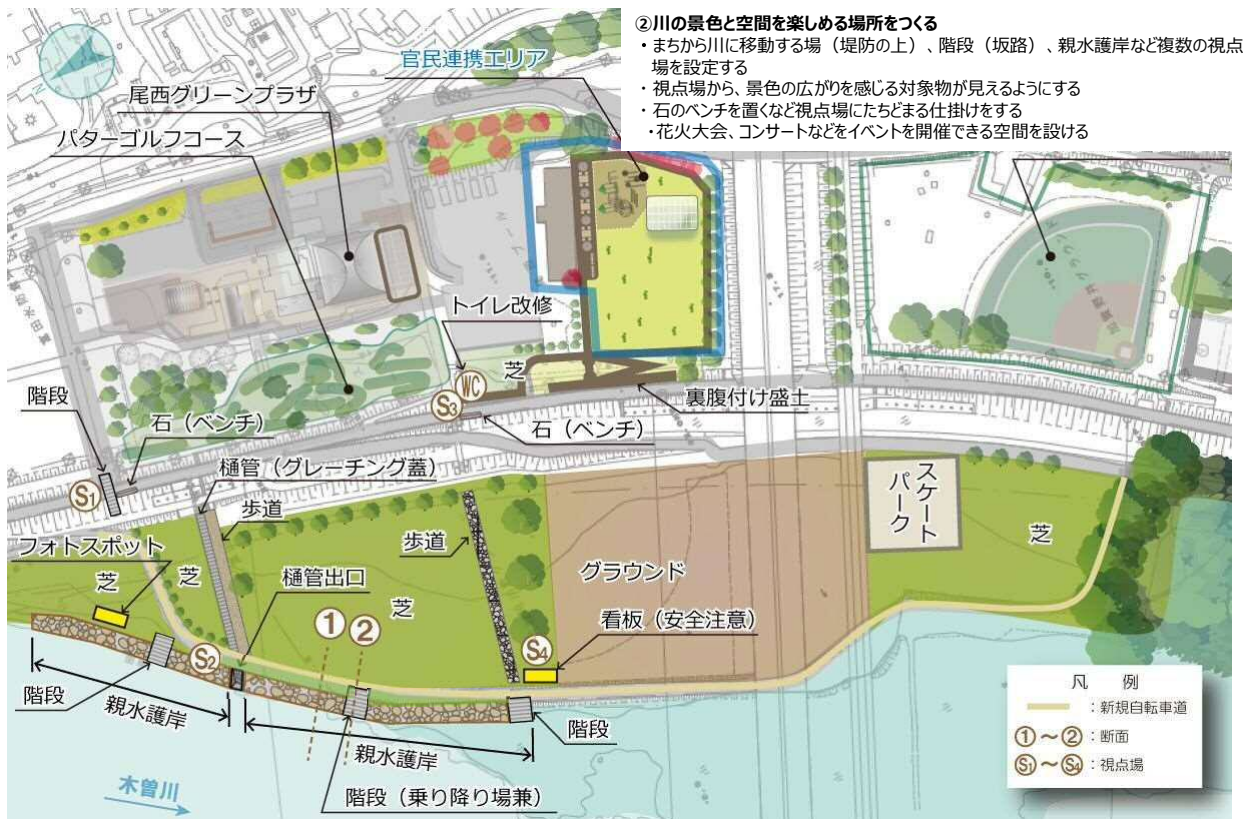 ②川の景色と空間を楽しめる場所をつくる
・まちから川に移動する場（堤防の上）、階段（坂路）、親水護岸など複数の視点
場を設定する
・視点場から、景色の広がりを感じる対象物が見えるようにする
・石のベンチを置くなど視点場にたちどまる仕掛けをする
・花火大会、コンサートなどをイベントを開催できる空間を設ける
官民連携エリア
尾西グリーンプラザ
パターゴルフコース
トイレ改修
WC
芝
S3
裏腹付け盛土
石（ベンチ）
階段
石（ベンチ）
S1
樋管（グレーチング蓋）
歩道
歩道
フォトスポット
芝
芝
樋管出口
芝
グラウンド
スケート
パーク
芝
①
②
S2
S4
看板（安全注意）
階段
親水護岸
親水護岸
階段
階段（乗り降り場兼）
木曽川
凡 例
：新規自転車道
①～②：断面
S1～S4：視点場